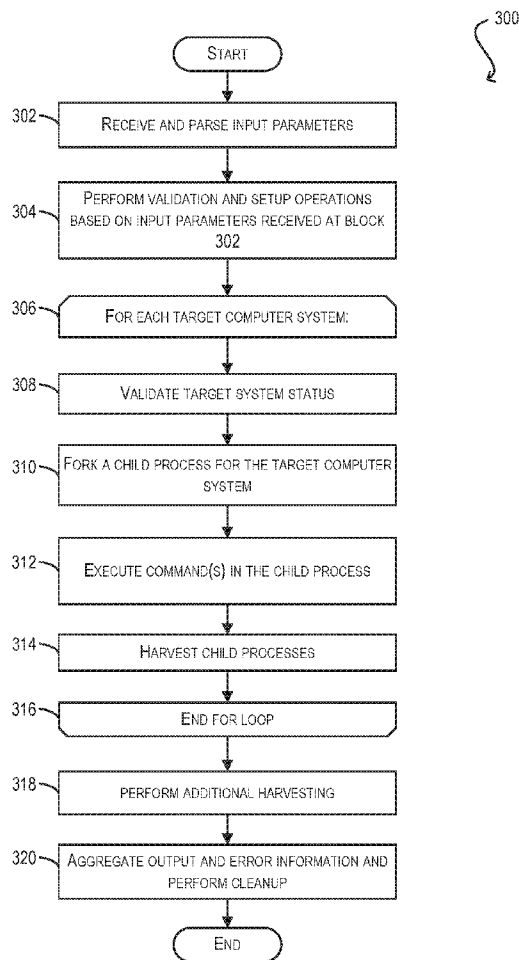 300
START
302
RECEIVE AND PARSE INPUT PARAMETERS
304
PERFORM VALIDATION AND SETUP OPERATIONS
BASED ON INPUT PARAMETERS RECEIVED AT BLOCK
302
306
FOR EACH TARGET COMPUTER SYSTEM:
308
VALIDATE TARGET SYSTEM STATUS
310
FORK A CHILD PROCESS FOR THE TARGET COMPUTER
SYSTEM
312
EXECUTE COMMAND(S) IN THE CHILD PROCESS
314
HARVEST CHILD PROCESSES
316
END FOR LOOP
318
PERFORM ADDITIONAL HARVESTING
320
AGGREGATE OUTPUT AND ERROR INFORMATION AND
PERFORM CLEANUP
END